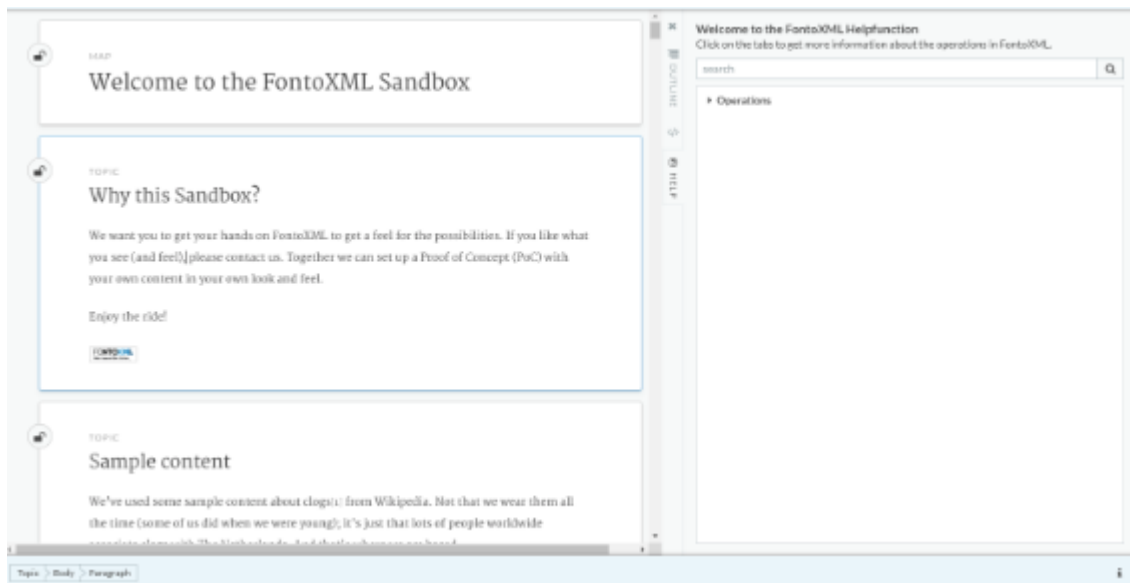 MAP
Welcome to the FontoXML Sandbox
TOPIC
Why this Sandbox?
We want you to get your hands on FontoXML to get a feel for the possibilities. If you like what
you see (and feel), please contact us. Together we can set up a Proof of Concept (PoC) with
your own content in your own look and feel.
Enjoy the ride!
FONTOXML
TOPIC
Sample content
We've used some sample content about clogs[1] from Wikipedia. Not that we wear them all
the time (some of us did when we were young); it's just that lots of people worldwide
OUTLINE
HELP
Welcome to the FontoXML Helpfunction
Click on the tabs to get more information about the operations in FontoXML.
search
Operations
Topic
Body
Paragraph